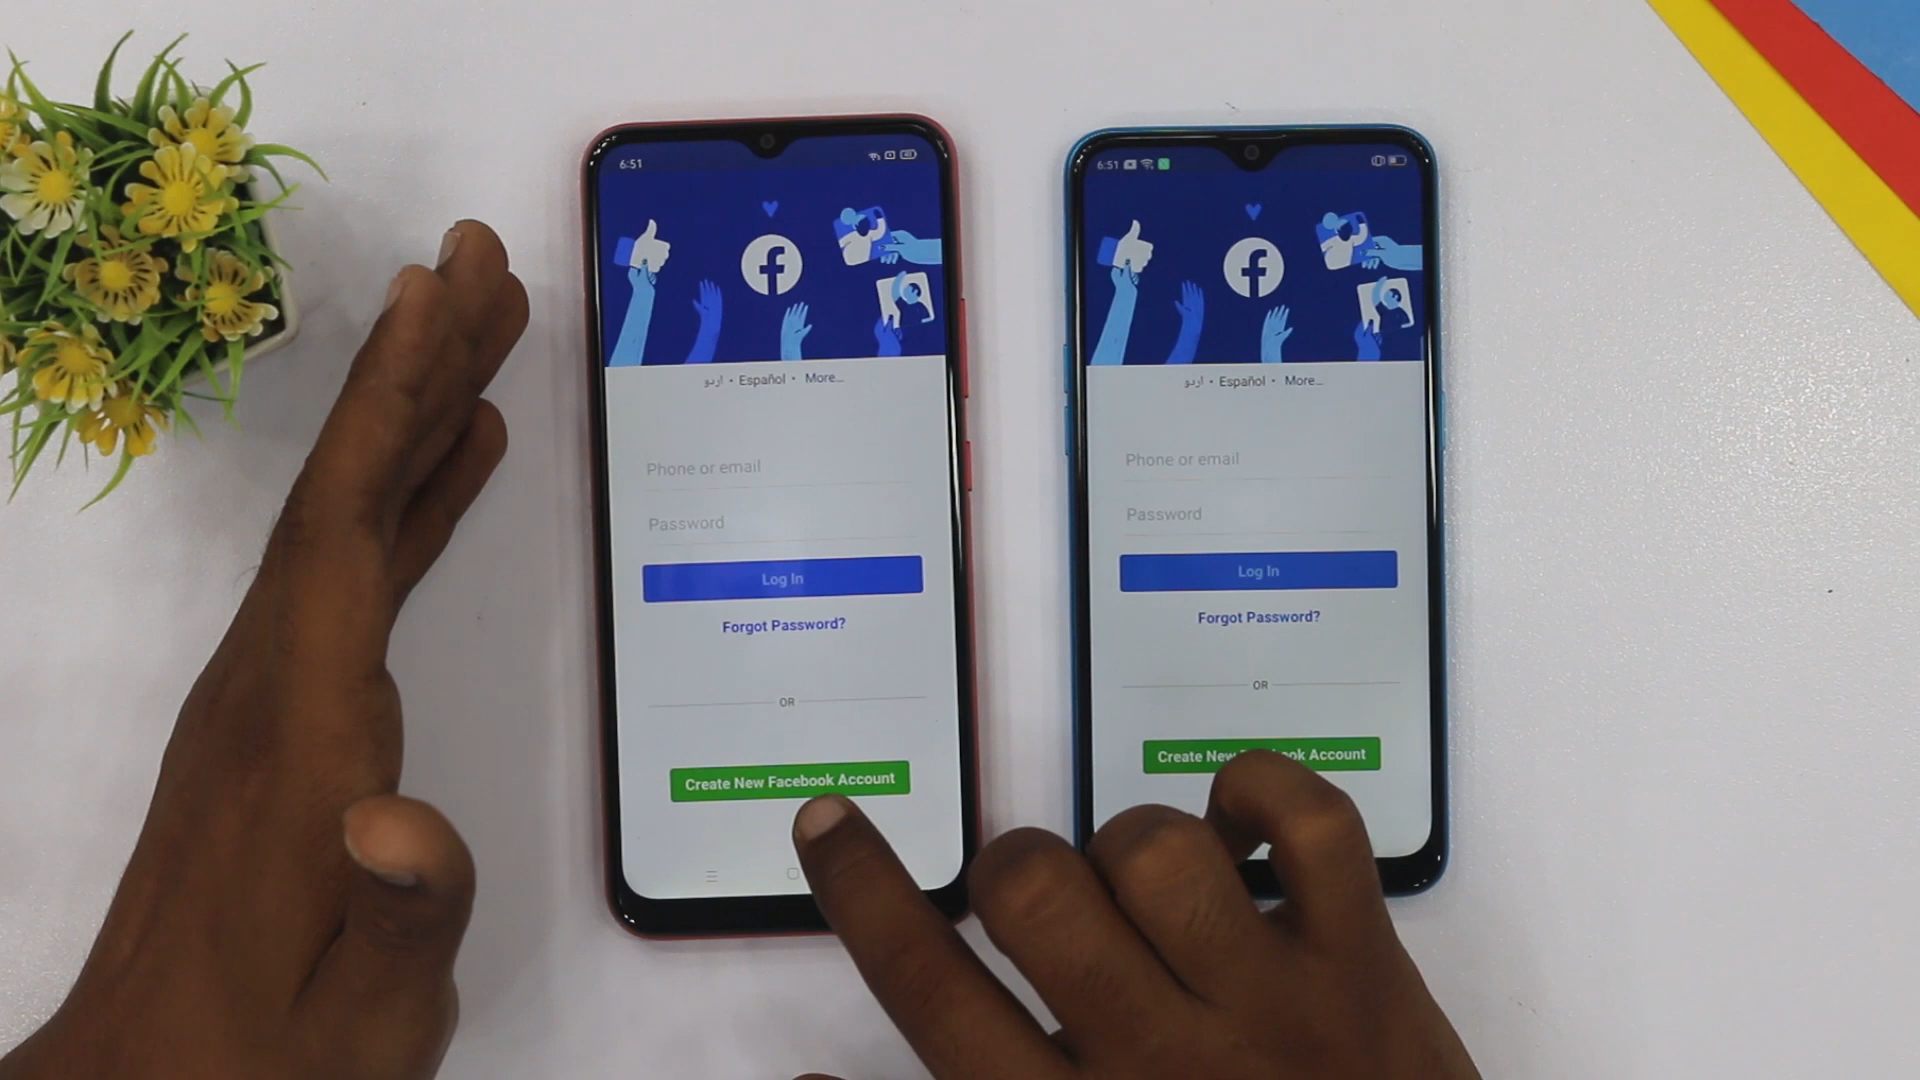 6:51
اردو • Español • More...
Phone or email
Password
Log In
Forgot Password?
OR
Create New Facebook Account
6:51
اردو • Español • More...
Phone or email
Password
Log In
Forgot Password?
OR
Create New ook Account